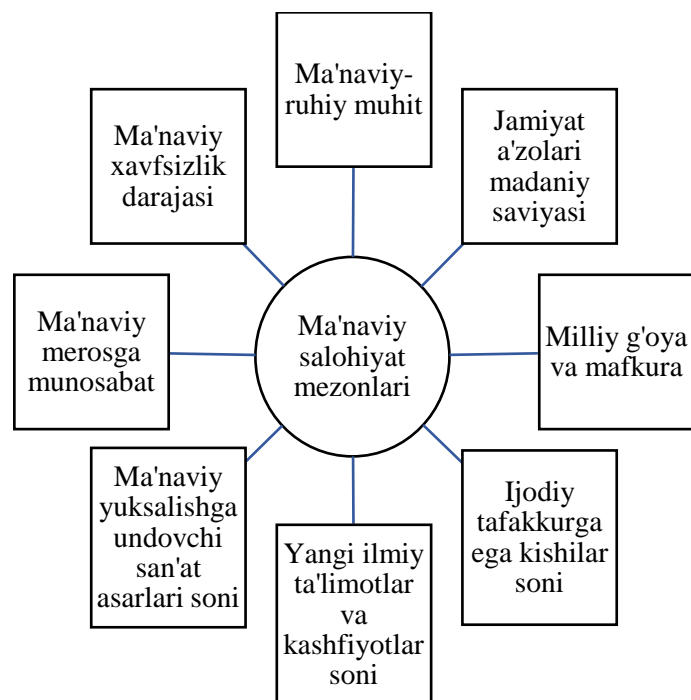 Ma'naviy-
ruhiy muhit
Jamiyat
a'zolari
madaniy
saviyasi
Milliy g'oya
va mafkura
Ijodiy
tafakkurga
ega kishilar
soni
Yangi ilmiy
ta'limotlar
va
kashfiyotlar
soni
Ma'naviy
yuksalishga
undovchi
san'at
asarlari soni
Ma'naviy
merosga
munosabat
Ma'naviy
xavfsizlik
darajasi
Ma'naviy
salohiyat
mezonlari